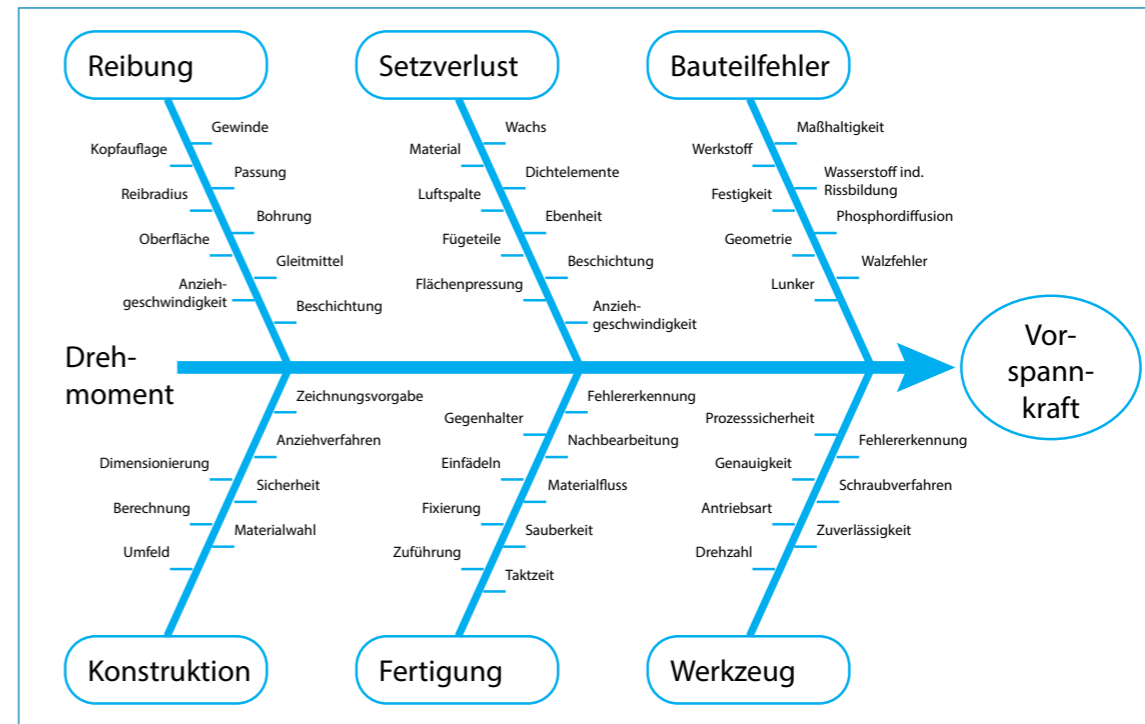 Reibung
Setzverlust
Bauteilfehler
Gewinde
Kopfauflage
Passung
Reibradius
Bohrung
Oberfläche
Gleitmittel
Anzieh-
geschwindigkeit
Beschichtung
Wachs
Material
Dichtelemente
Luftspalte
Ebenheit
Fügeteile
Beschichtung
Flächenpressung
Anzieh-
geschwindigkeit
Maßhaltigkeit
Werkstoff
Wasserstoff ind.
Rissbildung
Festigkeit
Phosphordiffusion
Geometrie
Walzfehler
Lunker
Dreh-
moment
Vor-
spann-
kraft
Zeichnungsvorgabe
Anziehverfahren
Dimensionierung
Sicherheit
Berechnung
Materialwahl
Umfeld
Fehlererkennung
Gegenhalter
Nachbearbeitung
Einfädeln
Materialfluss
Fixierung
Sauberkeit
Zuführung
Taktzeit
Prozesssicherheit
Fehlererkennung
Genauigkeit
Schraubverfahren
Antriebsart
Zuverlässigkeit
Drehzahl
Konstruktion
Fertigung
Werkzeug